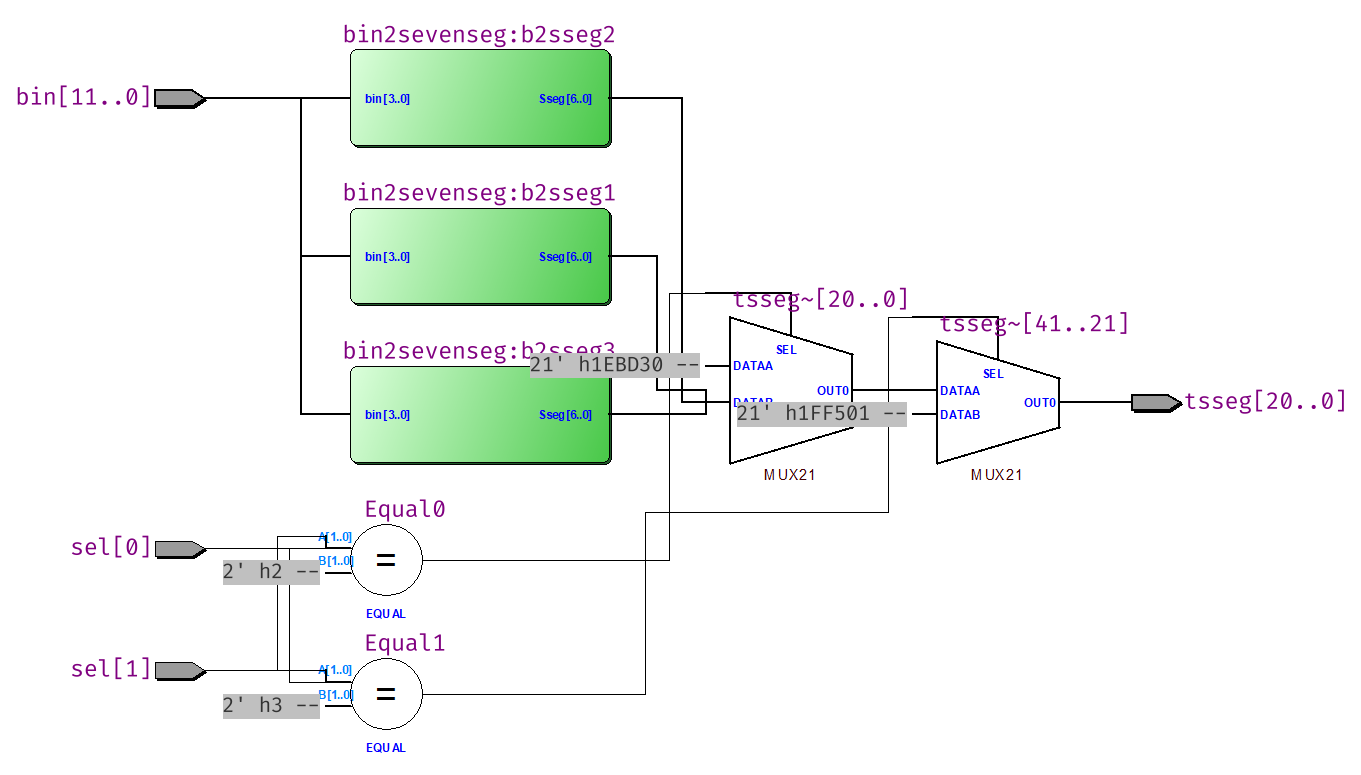 bin2sevenseg:b2sseg2
bin[11..0]
bin[3..0]
Sseg[6..0]
bin2sevenseg:b2sseg1
bin[3..0]
Sseg[6..0]
tsseg~[20..0]
tsseg~[41..21]
bin2sevenseg:b2sseg3
SEL
21' h1EBD30 --
DATAA
SEL
OUT0
DATAA
DATAB
OUT0
tsseg[20..0]
bin[3..0]
Sseg[6..0]
21' h1FF501 --
DATAB
MUX21
MUX21
Equal0
A[1..0]
sel[0]
B[1..0]
=
2' h2 --
EQUAL
Equal1
A[1..0]
sel[1]
B[1..0]
=
2' h3 --
EQUAL